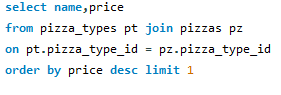 select name,price
from pizza_types pt join pizzas pz
on pt.pizza_type_id = pz.pizza_type_id
order by price desc limit 1